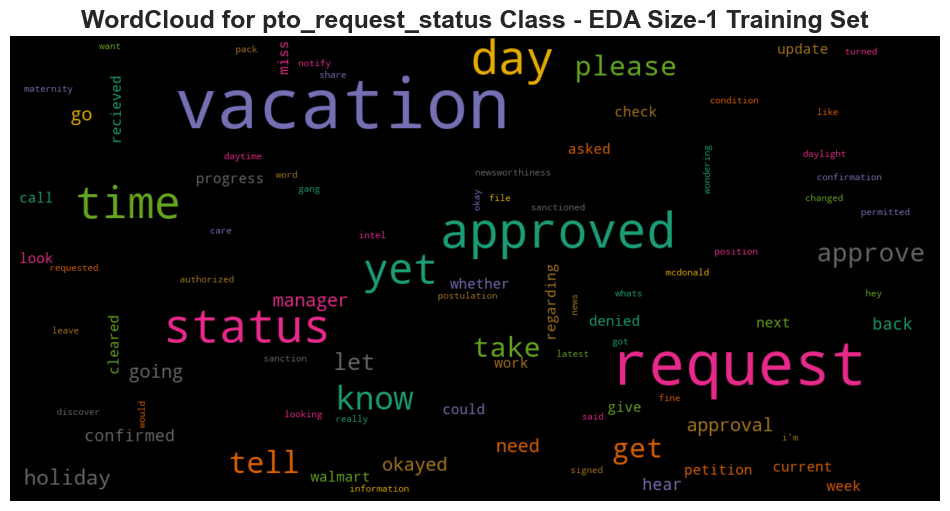 WordCloud for pto_request_status Class - EDA Size-1 Training Set
want
pack
miss
notify
share
day
please
update
turned
maternity
go
recieved
vacation
check
condition
like
asked
daytime
word
gang
progress
newsworthiness
wondering
daylight
confirmation
call
time
okay
file
sanctioned
changed
permitted
care
intel
approved
position
approve
look
requested
authorized
yet
whether
postulation
regarding
news
mcdonald
whats
hey
manager
leave
cleared
status
sanction
going
let
take
work
latest
denied
got
next
back
request
discover
would
looking
really
know
could
said
give
fine
confirmed
approval
i'm
need
get
tell
okayed
holiday
walmart
information
signed
hear
petition
current
week